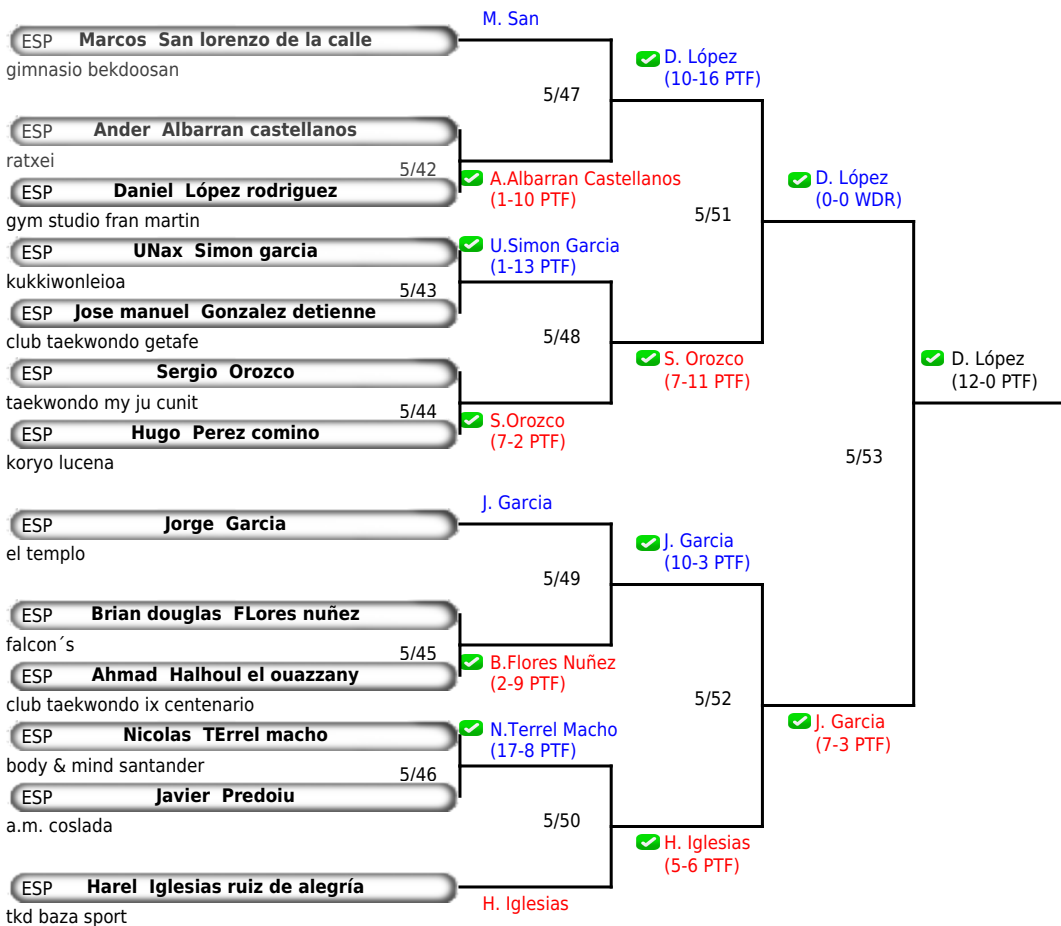 M. San
ESP Marcos San lorenzo de la calle
gimnasio bekdoosan
D. López
(10-16 PTF)
5/47
ESP Ander Albarran castellanos
ratxei
5/42
A.Albarran Castellanos
(1-10 PTF)
ESP Daniel López rodriguez
gym studio fran martin
D. López
(0-0 WDR)
5/51
ESP UNax Simon garcia
kukkiwonleioa
U.Simon Garcia
(1-13 PTF)
5/43
ESP Jose manuel Gonzalez detienne
club taekwondo getafe
5/48
S. Orozco
(7-11 PTF)
ESP Sergio Orozco
taekwondo my ju cunit
5/44
S.Orozco
(7-2 PTF)
ESP Hugo Perez comino
koryo lucena
D. López
(12-0 PTF)
5/53
J. Garcia
ESP Jorge Garcia
el templo
J. Garcia
(10-3 PTF)
5/49
ESP Brian douglas FLores nuñez
falcon´s
5/45
B.Flores Nuñez
(2-9 PTF)
ESP Ahmad Halhoul el ouazzany
club taekwondo ix centenario
5/52
J. Garcia
(7-3 PTF)
ESP Nicolas TErrel macho
body & mind santander
N.Terrel Macho
(17-8 PTF)
5/46
ESP Javier Predoiu
a.m. coslada
5/50
H. Iglesias
(5-6 PTF)
ESP Harel Iglesias ruiz de alegría
tkd baza sport
H. Iglesias